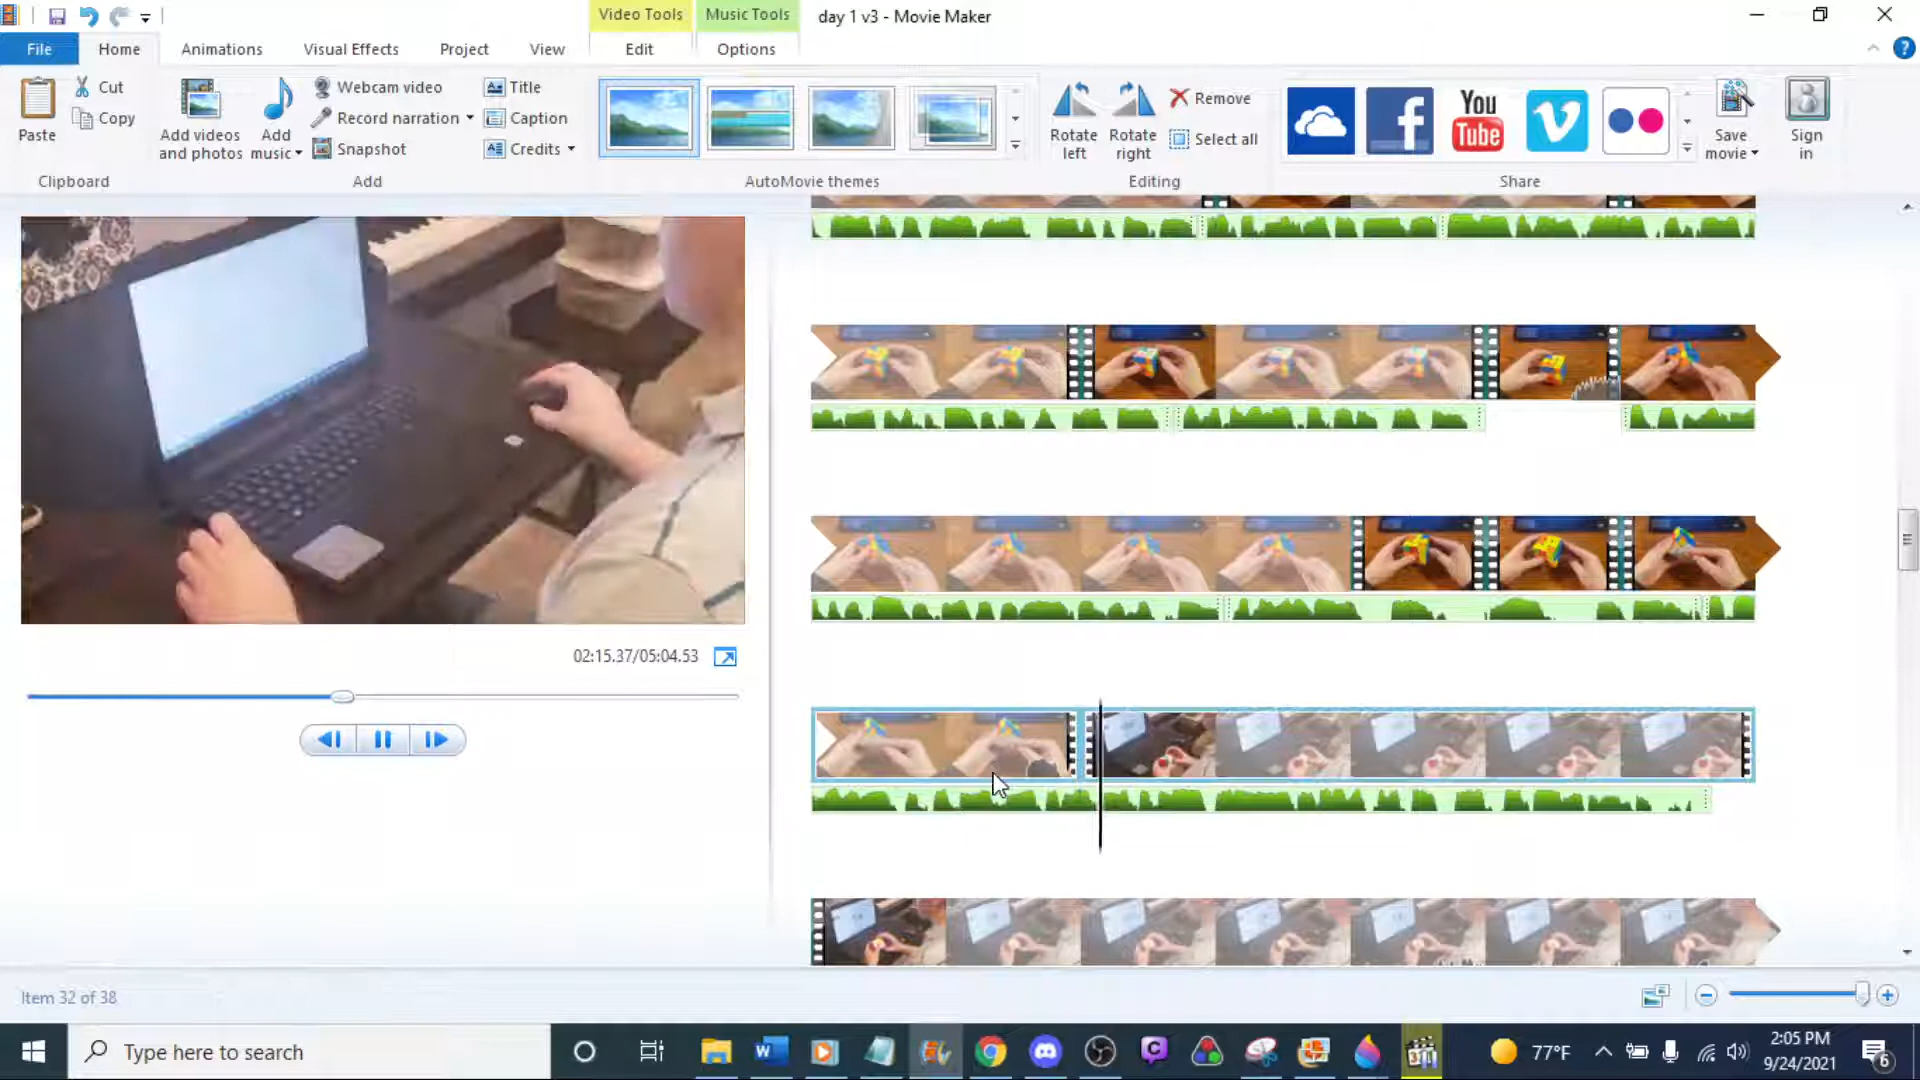 Video Tools
Music Tools
day 1 v3 - Movie Maker
File
Home
Animations
Visual Effects
Project
View
Edit
Options
Paste
Cut
Copy
Clipboard
Add videos
and photos
Add
music
Webcam video
Record narration
Snapshot
Title
Caption
Credits
Add
AutoMovie themes
Rotate
left
Rotate
right
Remove
Select all
Editing
You
Tube
Share
Save
movie
Sign
in
02:15.37/05:04.53
Item 32 of 38
Type here to search
77°F
2:05 PM
9/24/2021
6